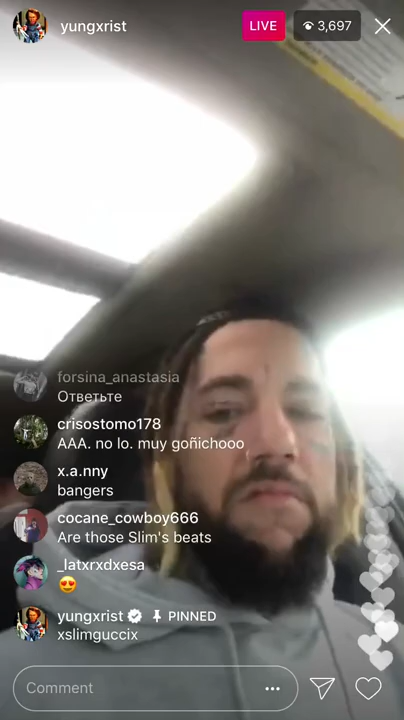 yungxrist
LIVE
3,697
forsina_anastasia
Ответьте
crisostomo178
AAA. no lo. muy goñichooo
x.a.nny
bangers
cocane_cowboy666
Are those Slim's beats
_latxrxdxesa
😍
yungxrist PINNED
xslimguccix
Comment